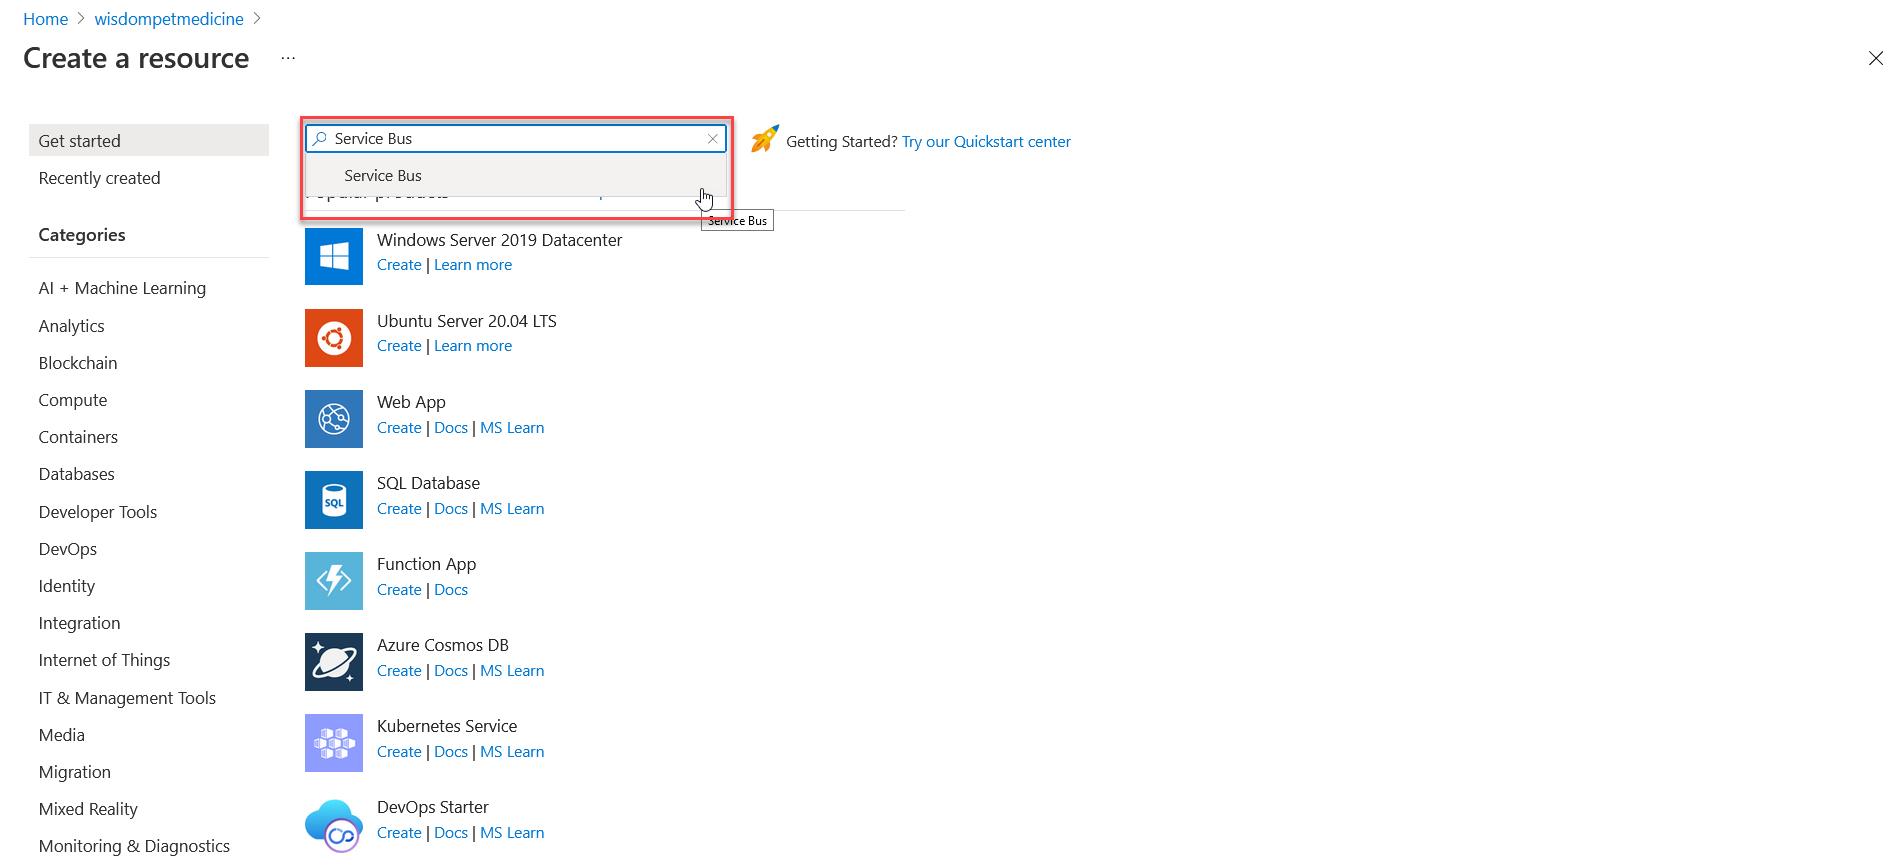 Home > wisdompetmedicine >
Create a resource ...
Get started
Recently created
Categories
AI + Machine Learning
Analytics
Blockchain
Compute
Containers
Databases
Developer Tools
DevOps
Identity
Integration
Internet of Things
IT & Management Tools
Media
Migration
Mixed Reality
Monitoring & Diagnostics
Service Bus
Service Bus
Popular products
Service Bus
Getting Started? Try our Quickstart center
Windows Server 2019 Datacenter
Create | Learn more
Ubuntu Server 20.04 LTS
Create | Learn more
Web App
Create | Docs | MS Learn
SQL
SQL Database
Create | Docs | MS Learn
Function App
Create | Docs
Azure Cosmos DB
Create | Docs | MS Learn
Kubernetes Service
Create | Docs | MS Learn
DevOps Starter
Create | Docs | MS Learn